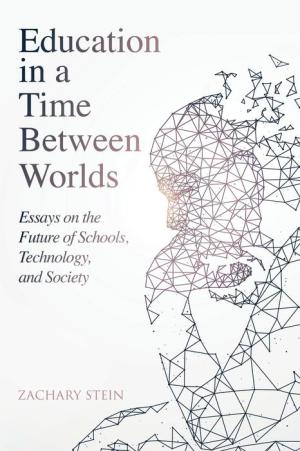 Education
in a
Time
Between
Worlds
Essays on the
Future of Schools,
Technology,
and Society
ZACHARY STEIN